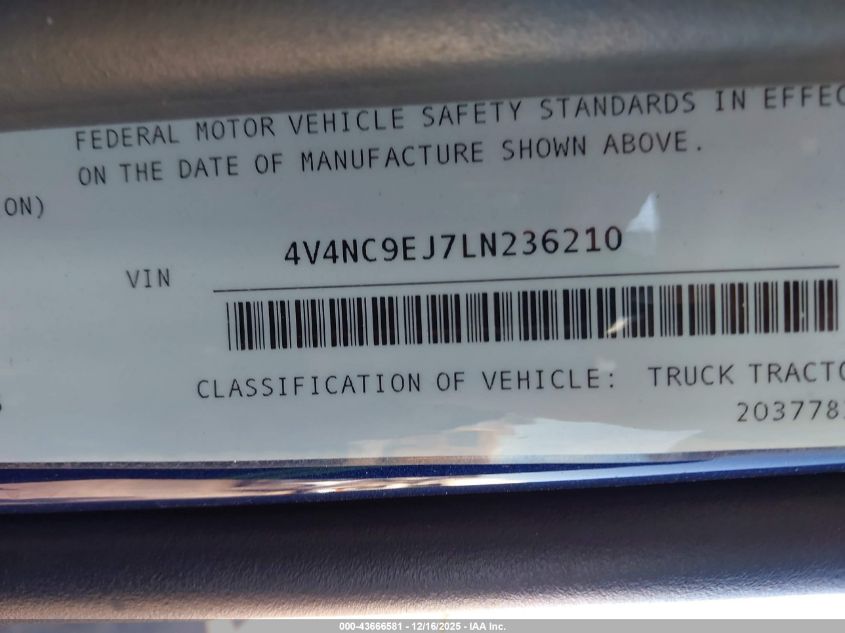 FEDERAL MOTOR VEHICLE SAFETY STANDARDS IN EFFEC
ON THE DATE OF MANUFACTURE SHOWN ABOVE.
ON)
VIN 4V4NC9EJ7LN236210
CLASSIFICATION OF VEHICLE: TRUCK TRACTO
203778
000-43666581 - 12/16/2025 - IAA Inc.